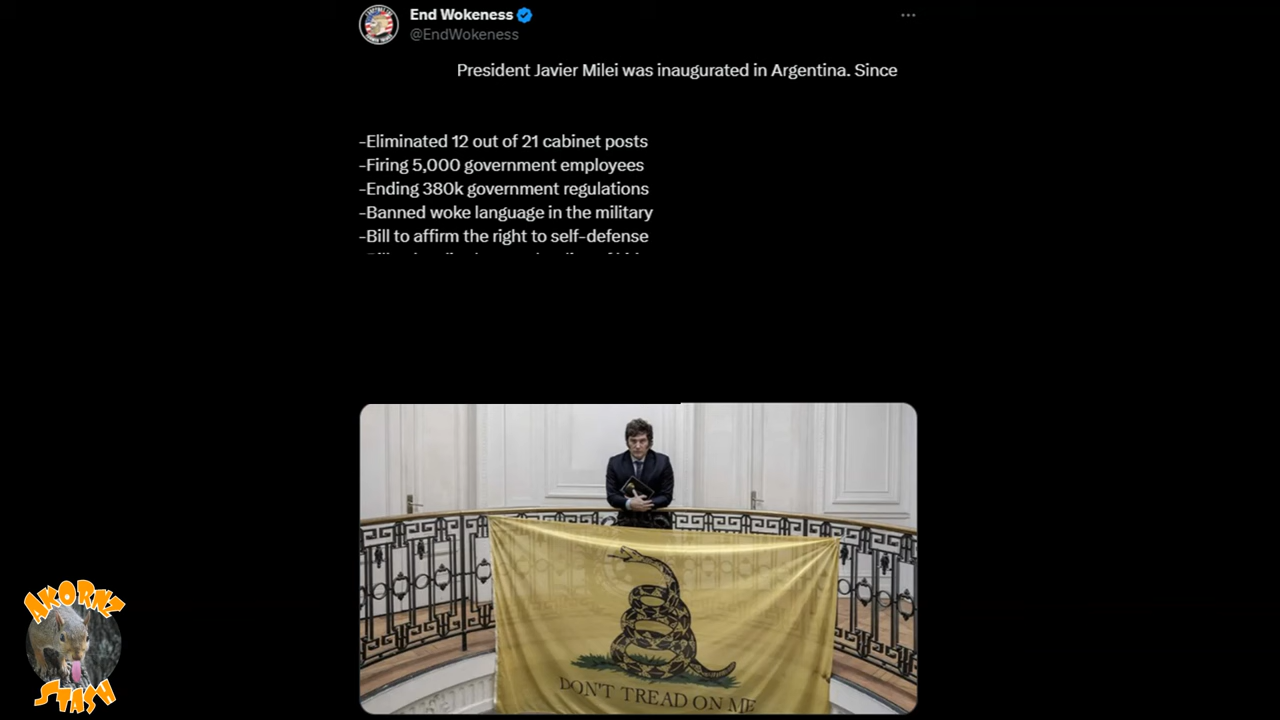 End Wokeness
@EndWokeness
President Javier Milei was inaugurated in Argentina. Since
-Eliminated 12 out of 21 cabinet posts
-Firing 5,000 government employees
-Ending 380k government regulations
-Banned woke language in the military
-Bill to affirm the right to self-defense
DON'T TREAD ON ME
AKORNZ
STASH